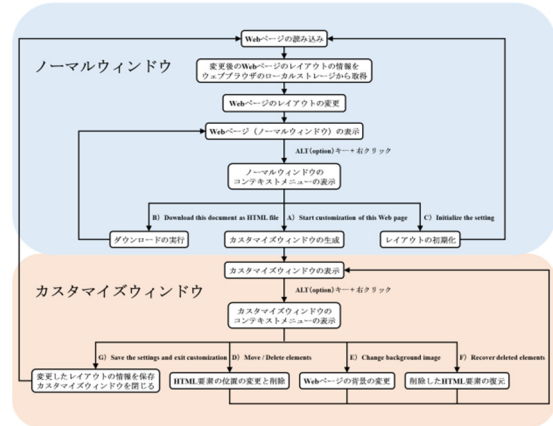 Webページの読み込み
ノーマルウィンドウ
変更後のWebページのレイアウトの情報を
ウェブブラウザのローカルストレージから取得
Webページのレイアウトの変更
Webページ（ノーマルウィンドウ）の表示
ALT(option)キー + 右クリック
ノーマルウィンドウの
コンテキストメニューの表示
B）Download this document as HTML file
A）Start customization of this Web page
C）Initialize the setting
ダウンロードの実行
カスタマイズウィンドウの生成
レイアウトの初期化
カスタマイズウィンドウの表示
カスタマイズウィンドウ
ALT(option)キー + 右クリック
カスタマイズウィンドウの
コンテキストメニューの表示
G）Save the settings and exit customization
D）Move / Delete elements
E）Change background image
F）Recover deleted elements
変更したレイアウトの情報を保存
カスタマイズウィンドウを閉じる
HTML要素の位置の変更と削除
Webページの背景の変更
削除したHTML要素の復元